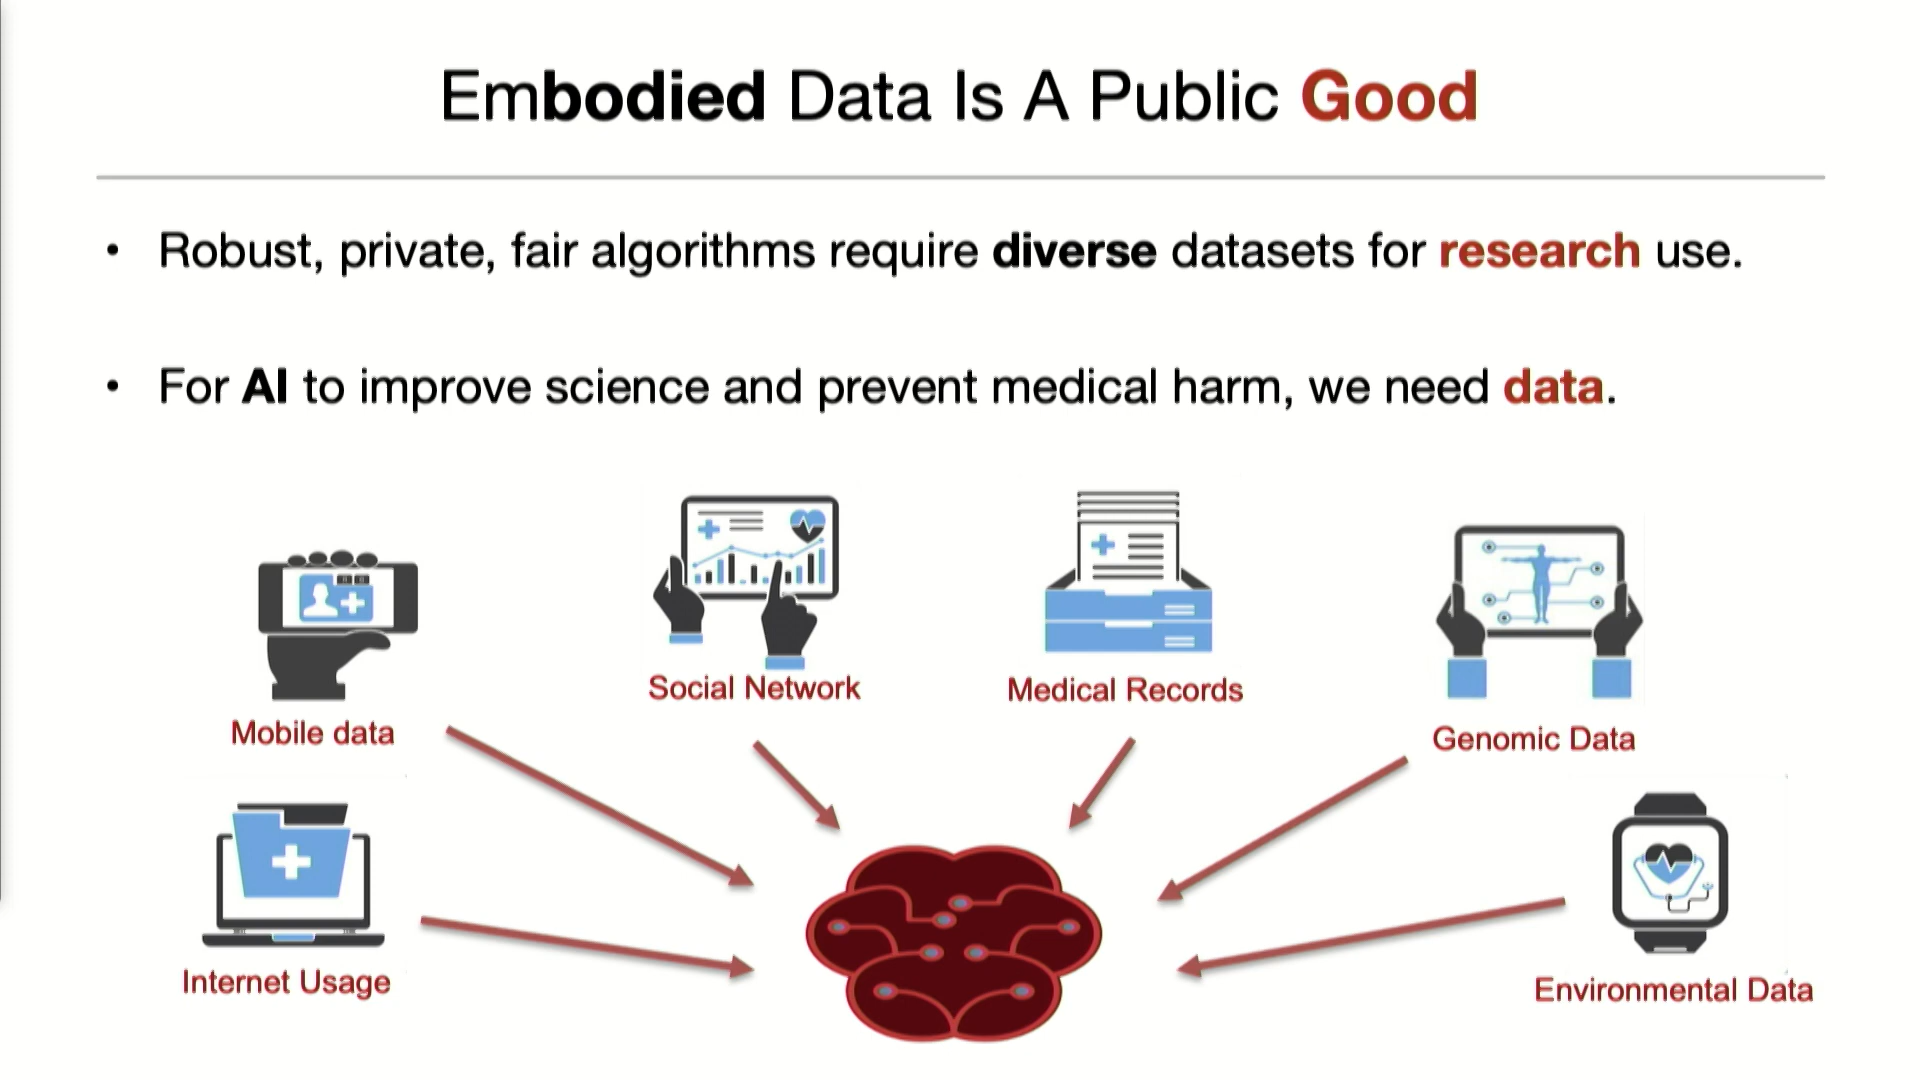 Embodied Data Is A Public Good
• Robust, private, fair algorithms require diverse datasets for research use.
• For AI to improve science and prevent medical harm, we need data.
Social Network
Medical Records
Mobile data
Genomic Data
Internet Usage
Environmental Data